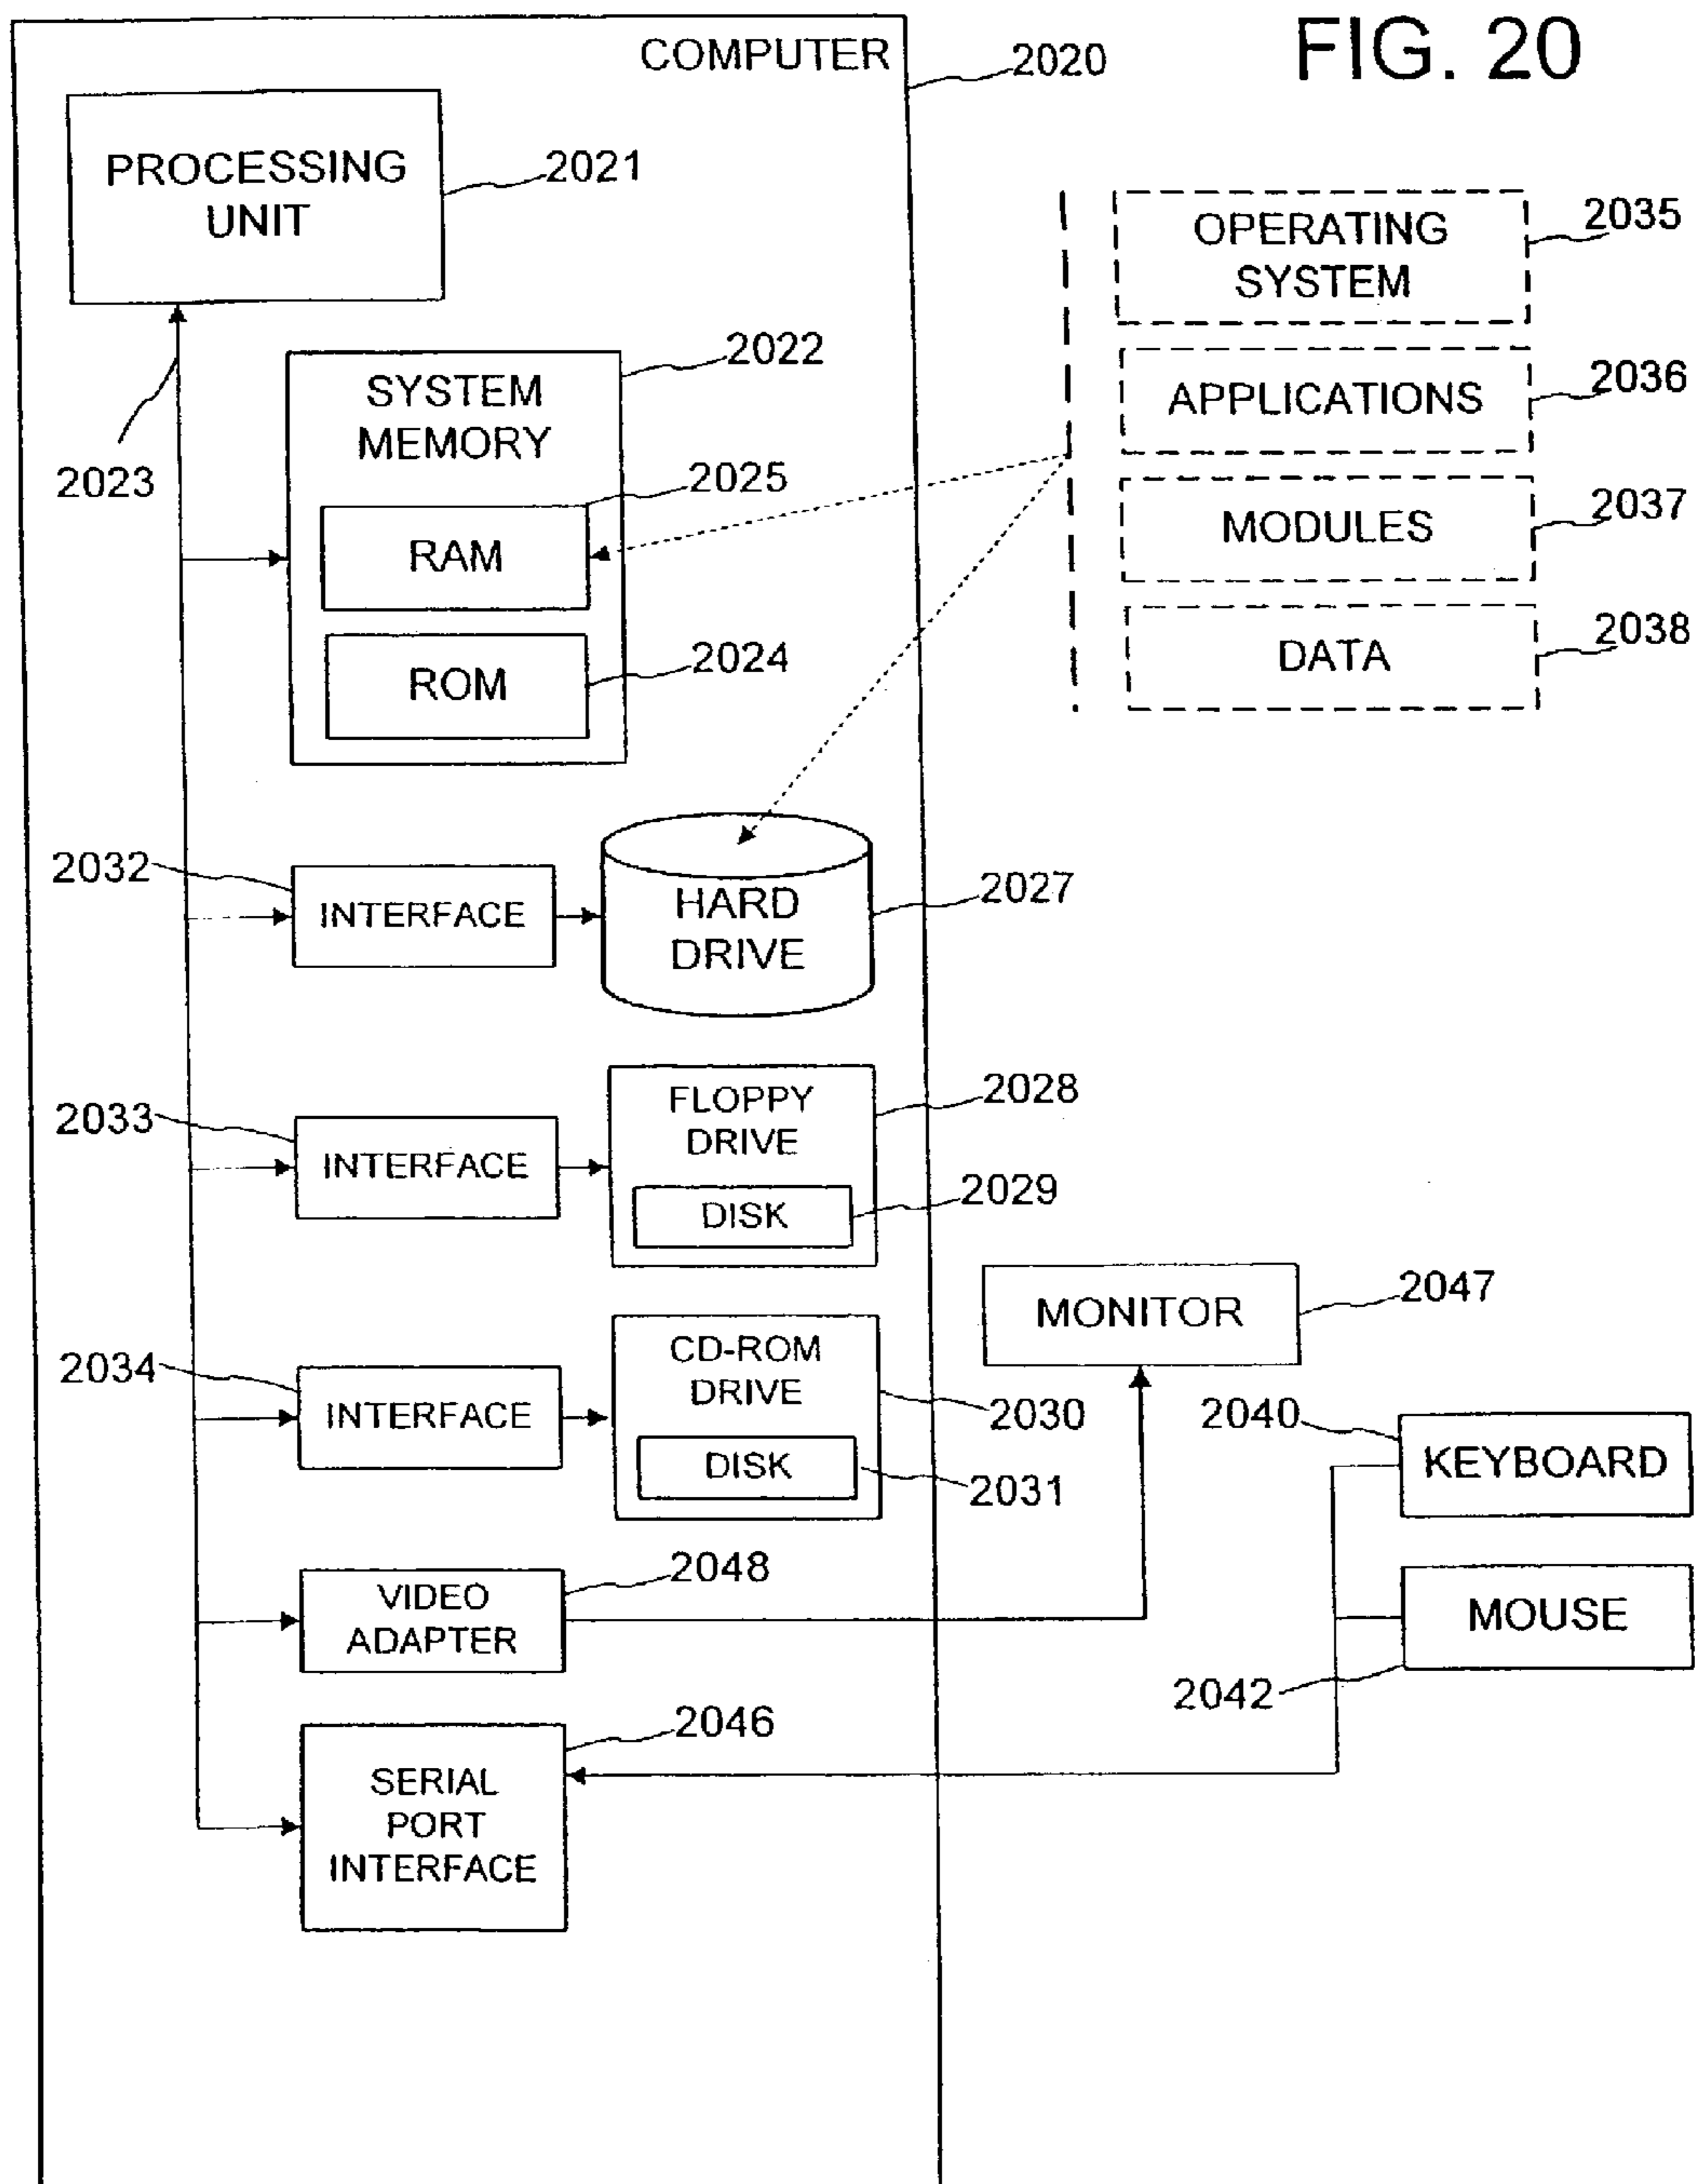 FIG. 20
COMPUTER
2020
PROCESSING
UNIT
2021
2023
2022
SYSTEM
MEMORY
2025
RAM
2024
ROM
2035
OPERATING
SYSTEM
2036
APPLICATIONS
2037
MODULES
2038
DATA
2032
INTERFACE
HARD
DRIVE
2027
2033
INTERFACE
FLOPPY
DRIVE
2028
DISK
2029
2034
INTERFACE
CD-ROM
DRIVE
2030
DISK
2031
MONITOR
2047
2040
KEYBOARD
MOUSE
2042
2048
VIDEO
ADAPTER
2046
SERIAL
PORT
INTERFACE